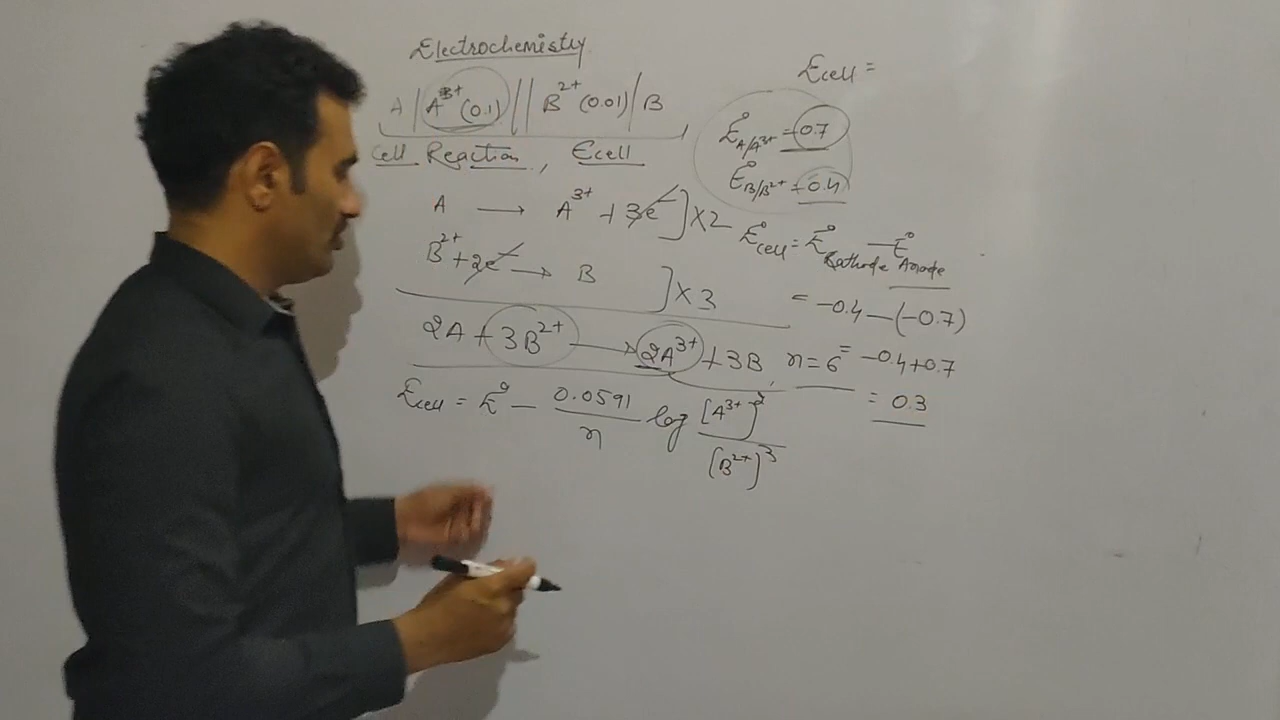 Electrochemistry
Ecell =
A | A³⁺ (0.1) || B²⁺ (0.01) | B
E°A/A³⁺ = -0.7
Cell Reaction, Ecell
E°B/B²⁺ = -0.4
A → A³⁺ + 3e⁻ ] × 2
E°cell = E°Cathode - E°Anode
B²⁺ + 2e⁻ → B ] × 3
= -0.4 - (-0.7)
2A + 3B²⁺ → 2A³⁺ + 3B, n = 6
= -0.4 + 0.7
= 0.3
Ecell = E° - 0.0591/n log [A³⁺]²/[B²⁺]³